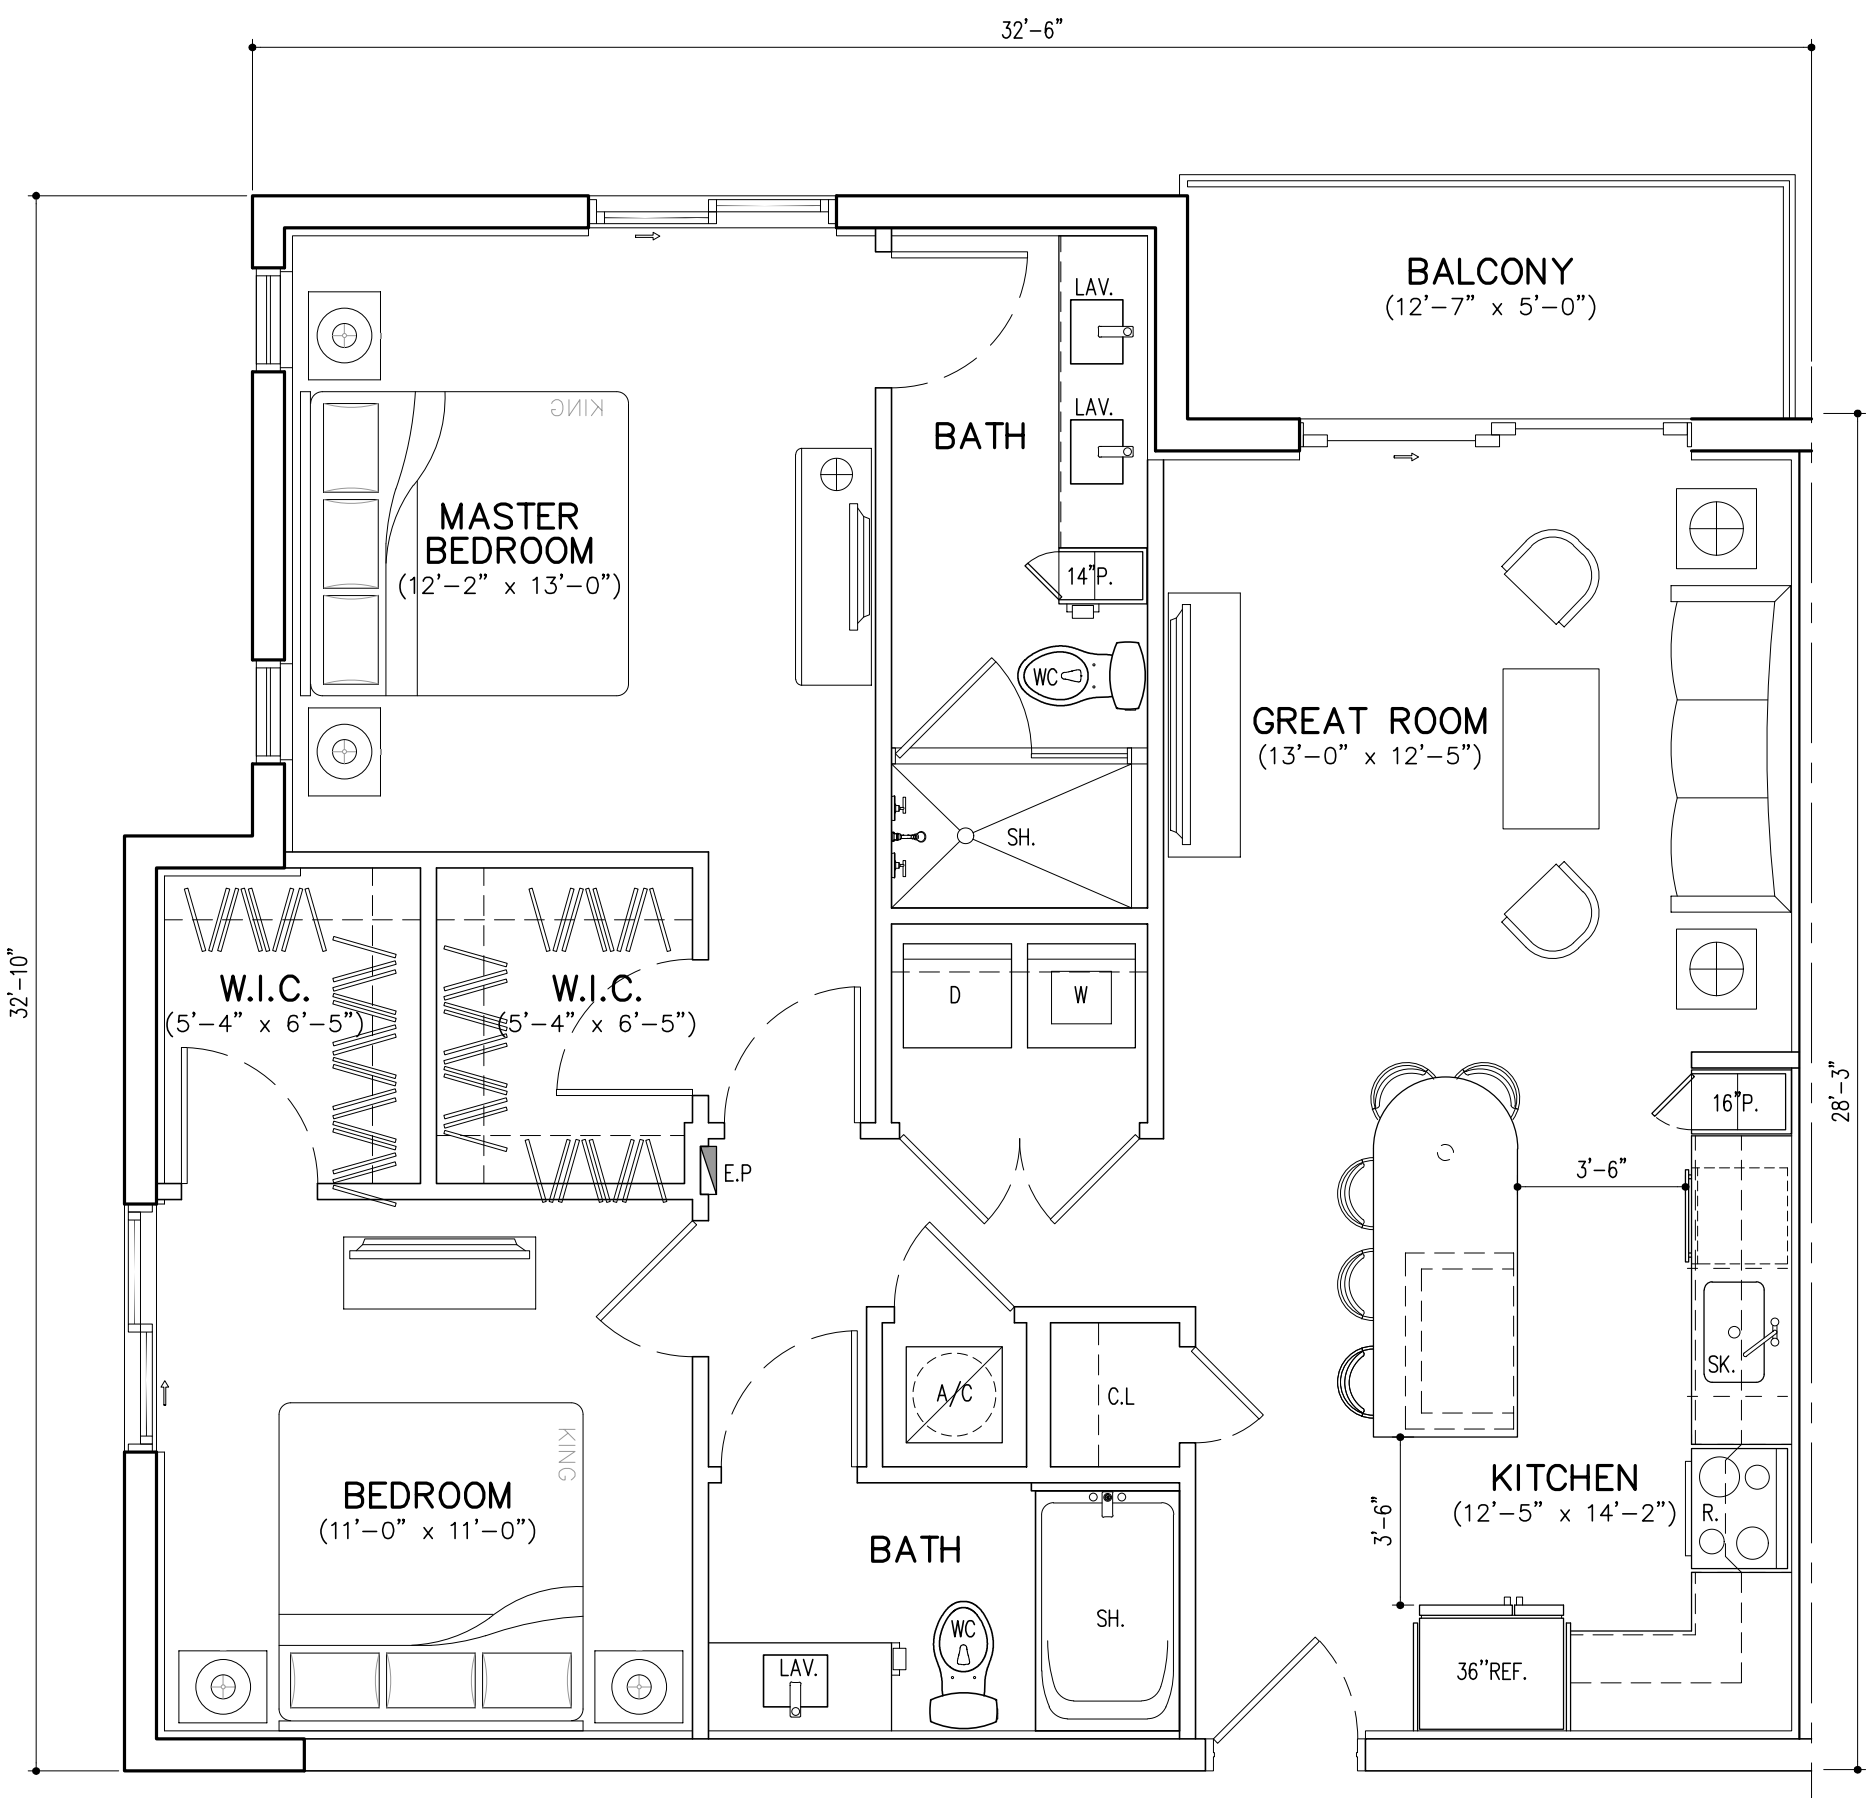 32'-6"
BALCONY
(12'-7" x 5'-0")
LAV.
KING
LAV.
BATH
MASTER
BEDROOM
(12'-2" x 13'-0")
14"P.
WC
GREAT ROOM
(13'-0" x 12'-5")
SH.
32'-10"
W.I.C.
(5'-4" x 6'-5")
W.I.C.
(5'-4" x 6'-5")
D
W
28'-3"
16"P.
3'-6"
E.P
SK.
A/C
C.L
KING
BEDROOM
(11'-0" x 11'-0")
KITCHEN
(12'-5" x 14'-2")
R.
3'-6"
BATH
SH.
WC
LAV.
36"REF.